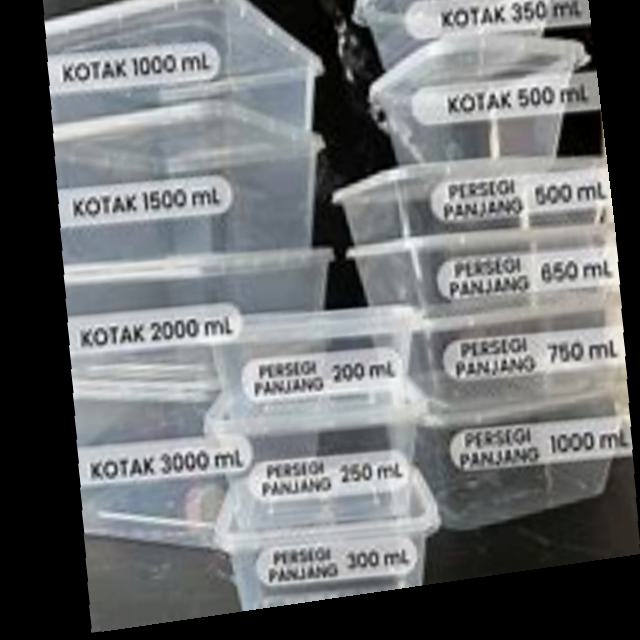 KOTAK 1000 mL
KOTAK 1500 mL
KOTAK 2000 mL
KOTAK 3000 mL
PERSEGI
PANJANG 200 mL
PERSEGI
PANJANG 250 mL
PERSEGI
PANJANG 300 mL
KOTAK 350 mL
KOTAK 500 mL
PERSEGI
PANJANG 500 mL
PERSEGI
PANJANG 650 mL
PERSEGI
PANJANG 750 mL
PERSEGI
PANJANG 1000 mL